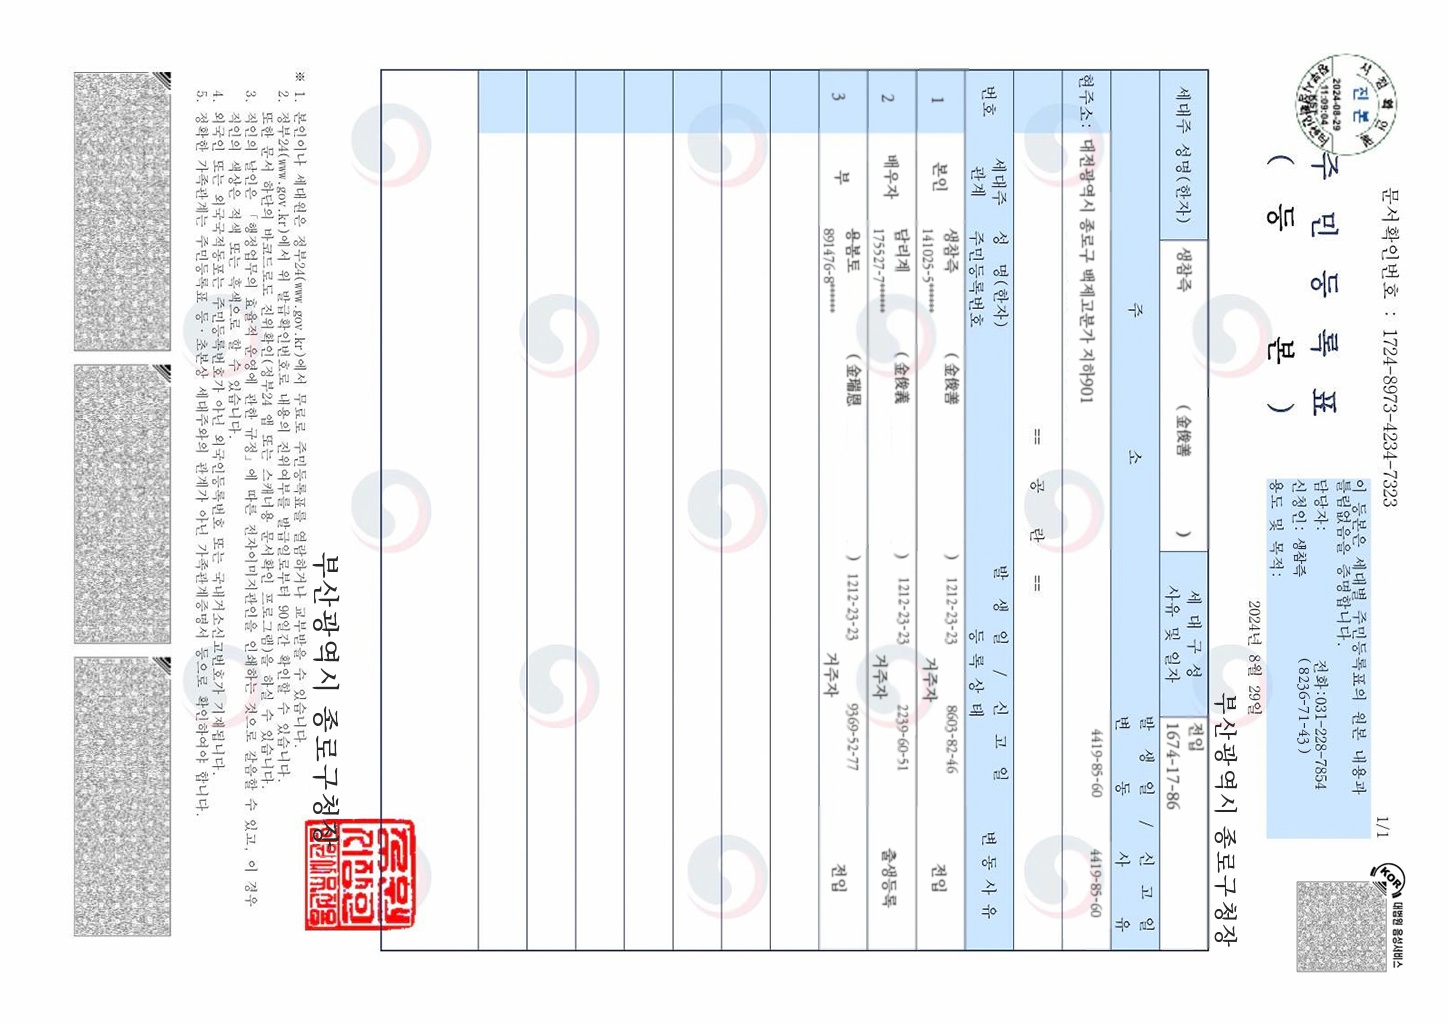 문서확인번호 : 1724-8973-4234-7323
1/1
진본
2024-08-29
11:09:04
KST
주 민 등 록 표
( 등 본 )
이 등본은 세대별 주민등록표의 원본 내용과
틀림없음을 증명합니다.
담당자: 전화:031-228-7854
신청인: 생참죽 (8236-71-43)
용도 및 목적:
2024년 8월 29일
KOR
대법원 음성서비스
부산광역시 종로구청장
세대주 성명(한자)
생참죽 (金俊善 )
세 대 구 성
사유 및 일자
전입
1674-17-86
주 소
발 생 일 / 신 고 일
변 동 사 유
현주소: 대전광역시 종로구 백제고분가 지하901
4419-85-60 4419-85-60
== 공 란 ==
번호
세대주
관계
성 명(한자)
주민등록번호
발 생 일 / 신 고 일
등 록 상 태
변 동 사 유
1 본인 생참죽 (金俊善 ) 1212-23-23 8603-82-46 전입
141025-5****** 거주자
2 배우자 담리계 (金俊義 ) 1212-23-23 2239-60-51 출생등록
175527-7****** 거주자
3 부 용봉토 (金瑞恩 ) 1212-23-23 9369-52-77 전입
891476-8****** 거주자
부산광역시 종로구청장
※ 1. 본인이나 세대원은 정부24(www.gov.kr)에서 무료로 주민등록표를 열람하거나 교부받을 수 있습니다.
2. 정부24(www.gov.kr)에서 위 발급확인번호로 내용의 진위여부를 발급일로부터 90일간 확인할 수 있습니다.
또한 문서 하단의 바코드로도 진위확인(정부24 앱 또는 스캐너용 문서확인 프로그램)을 하실 수 있습니다.
3. 직인의 날인은 「행정업무의 효율적 운영에 관한 규정」에 따른 전자이미지관인을 인쇄하는 것으로 갈음할 수 있고, 이 경우
직인의 색상은 적색 또는 흑색으로 할 수 있습니다.
4. 외국인 또는 외국국적동포는 주민등록번호가 아닌 외국인등록번호 또는 국내거소신고번호가 기재됩니다.
5. 정확한 가족관계는 주민등록표 등·초본상 세대주와의 관계가 아닌 가족관계증명서 등으로 확인하여야 합니다.